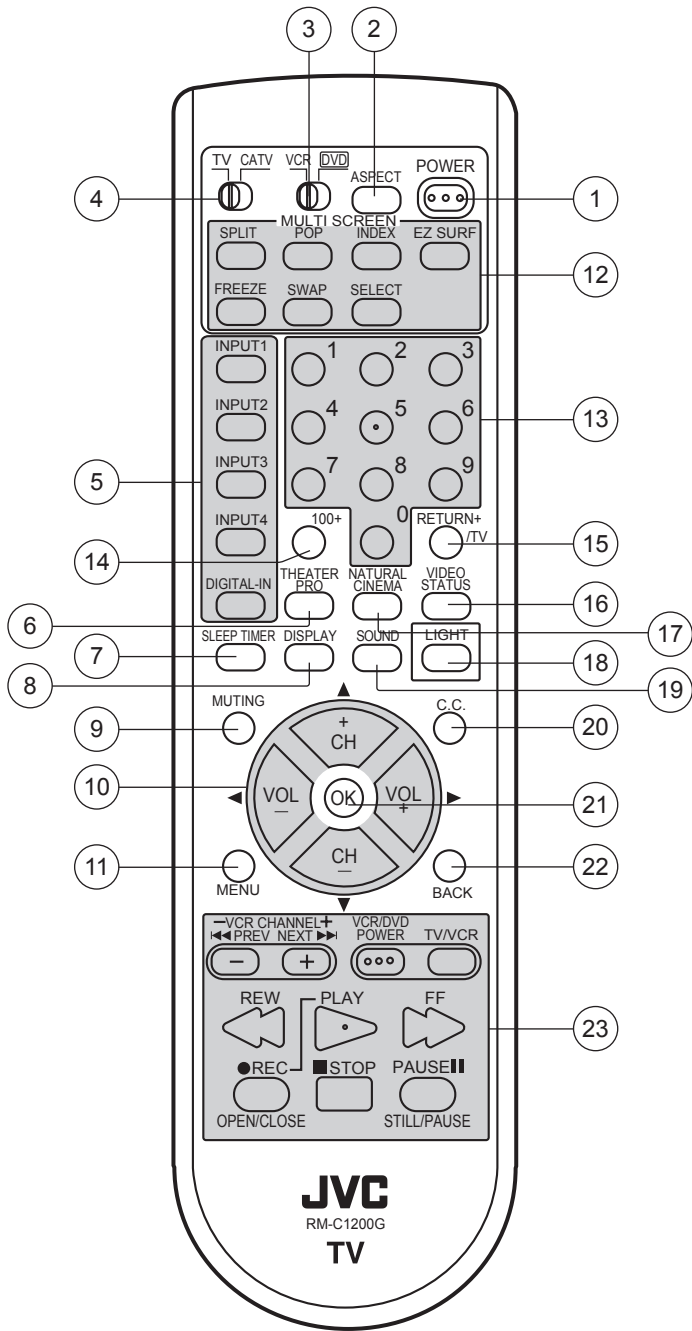 3 2
TV CATV VCR DVD ASPECT POWER
4 1
MULTI SCREEN
SPLIT POP INDEX EZ SURF
12
FREEZE SWAP SELECT
INPUT1 1 2 3
INPUT2 4 5 6
13
INPUT3 7 8 9
5
INPUT4 100+ 0 RETURN+
/TV
14 15
DIGITAL-IN THEATER NATURAL VIDEO
PRO CINEMA STATUS
6 16
17
SLEEP TIMER DISPLAY SOUND LIGHT
7 18
8 19
MUTING C.C.
9 20
+
CH
10 VOL OK VOL 21
− +
CH
−
11 22
MENU BACK
−VCR CHANNEL+ VCR/DVD
PREV NEXT POWER TV/VCR
− +
REW PLAY FF
23
REC STOP PAUSE
OPEN/CLOSE STILL/PAUSE
JVC
RM-C1200G
TV